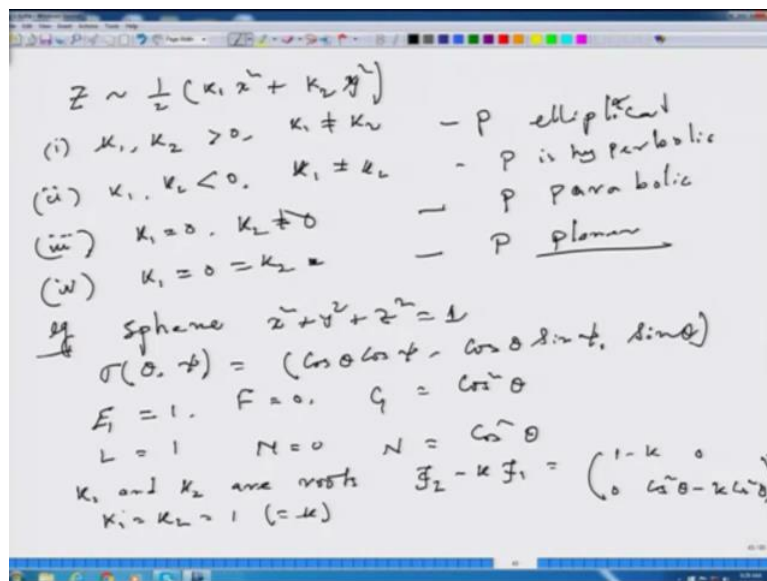 Z ~ 1/2 (κ₁ x² + κ₂ y²)
(i) κ₁, κ₂ > 0. κ₁ ≠ κ₂ – P elliptical
(ii) κ₁, κ₂ < 0. κ₁ ≠ κ₂ – P is hyperbolic
(iii) κ₁ = 0. κ₂ ≠ 0 – P parabolic
(iv) κ₁ = 0 = κ₂ – P planar
eg sphere x² + y² + z² = 1
σ(θ, ψ) = (Cos θ Cos ψ, Cos θ Sin ψ, Sin θ)
E₁ = 1. F = 0. G = Cos² θ
L = 1 M = 0 N = Cos² θ
κ₁ and κ₂ are roots F₂ - κ F₁ = (1-κ 0
0 Cos²θ - κ Cos²θ)
κ₁ = κ₂ = 1 (= κ)